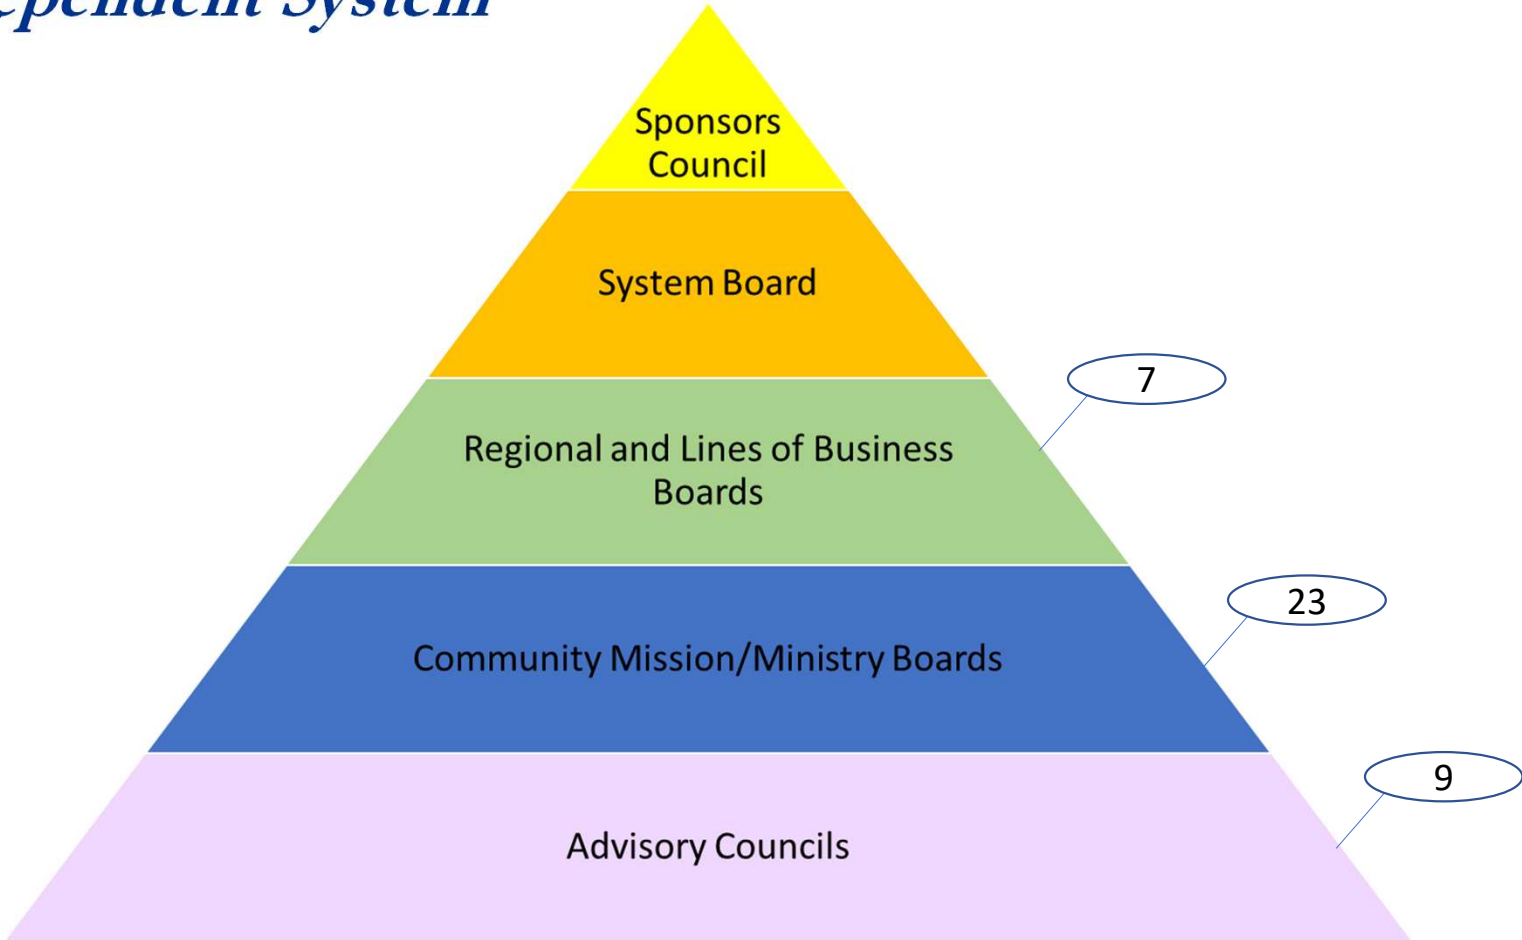 System
Sponsors
Council
System Board
7
Regional and Lines of Business
Boards
23
Community Mission/Ministry Boards
9
Advisory Councils